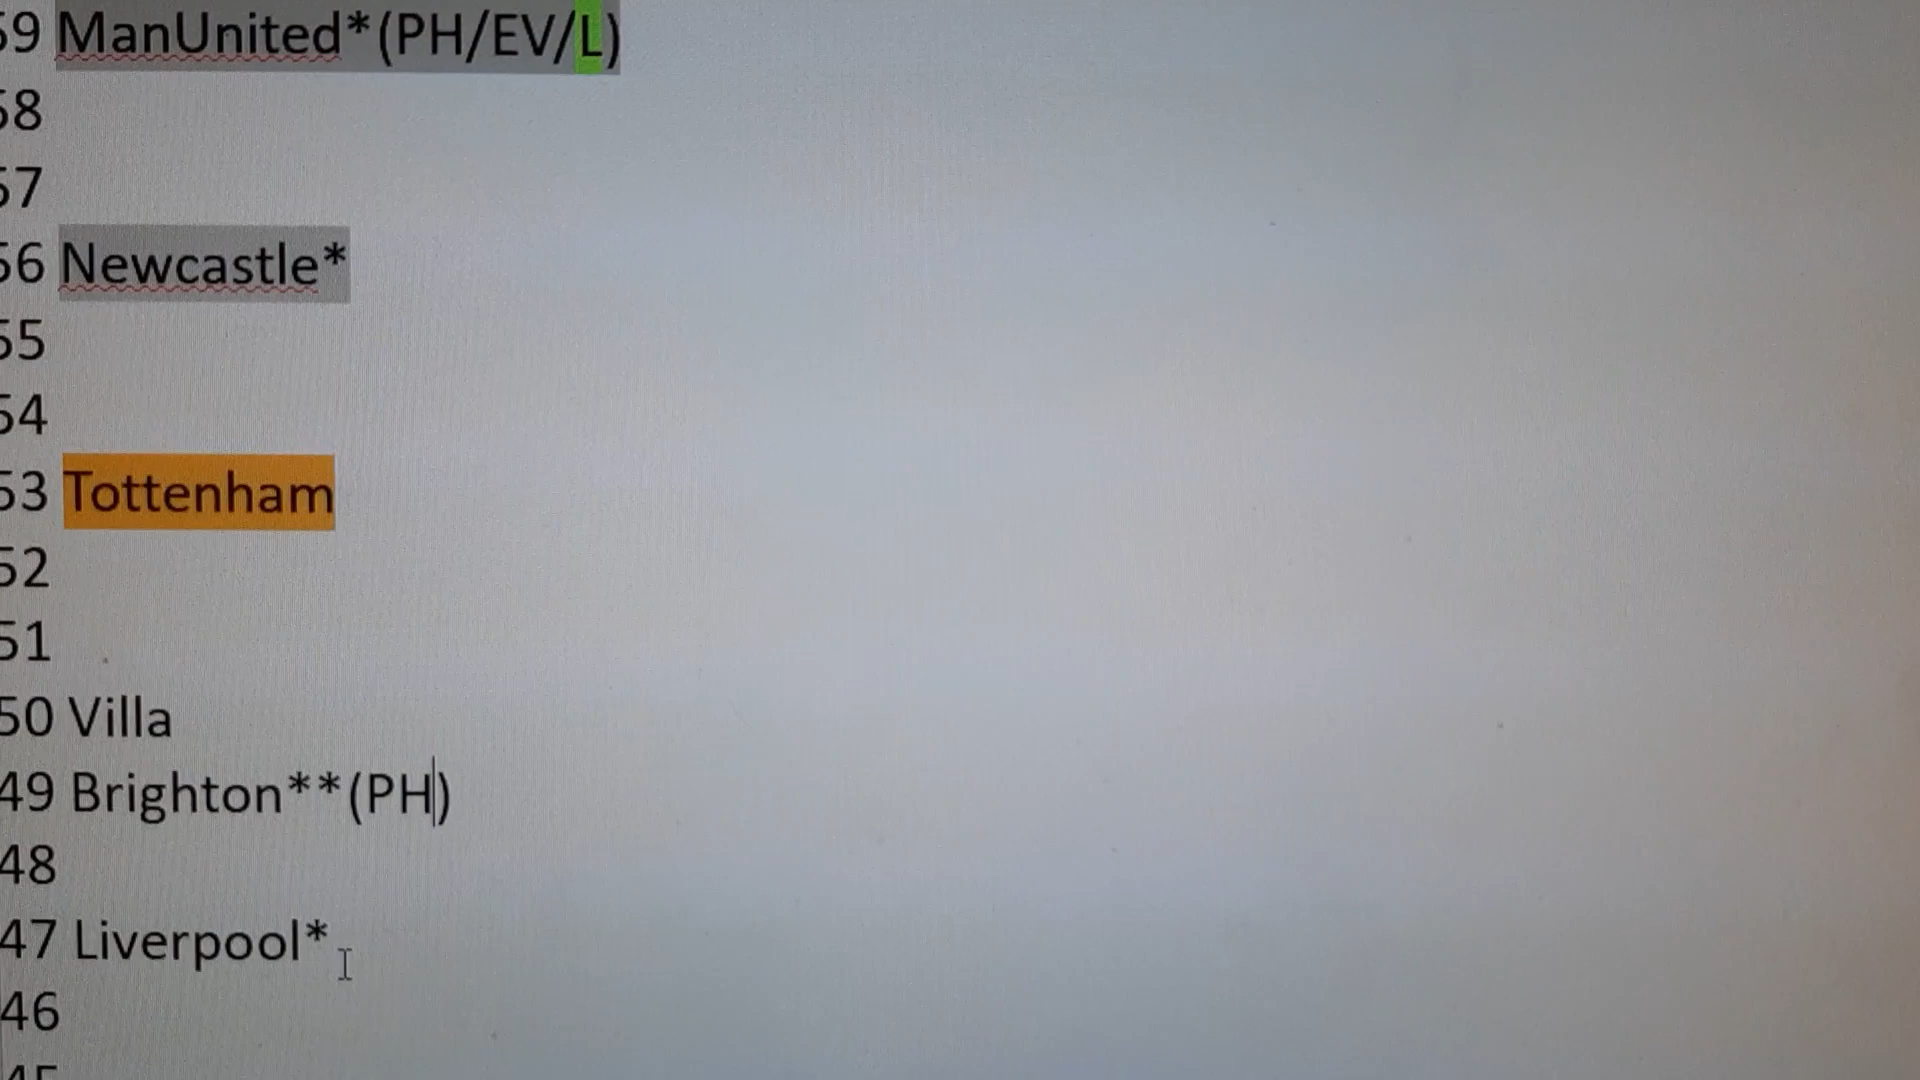 59 ManUnited*(PH/EV/L)
58
57
56 Newcastle*
55
54
53 Tottenham
52
51
50 Villa
49 Brighton**(PH)
48
47 Liverpool*
46
45